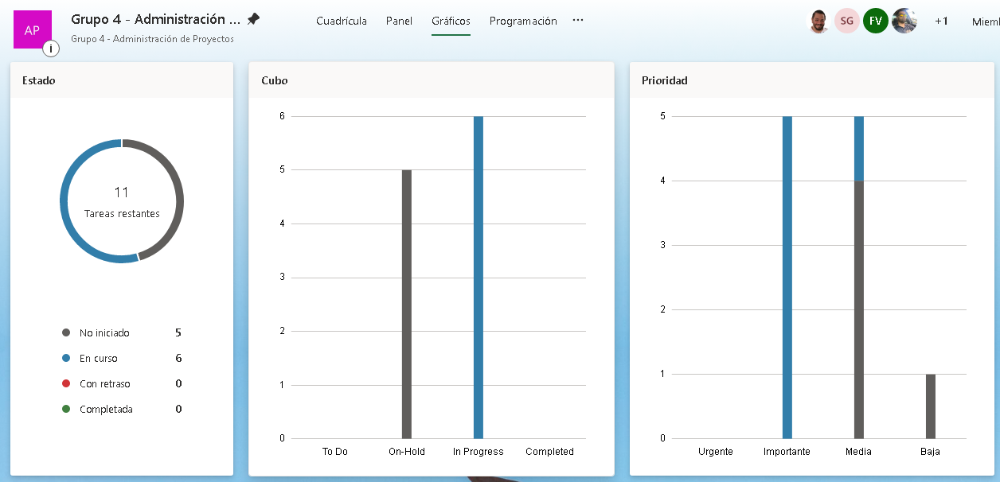 AP
i
Grupo 4 - Administración ...
Grupo 4 - Administración de Proyectos
Cuadrícula Panel Gráficos Programación ...
SG FV +1
Estado
11
Tareas restantes
No iniciado 5
En curso 6
Con retraso 0
Completada 0
Cubo
6
5
4
3
2
1
0
To Do On-Hold In Progress Completed
Prioridad
5
4
3
2
1
0
Urgente Importante Media Baja